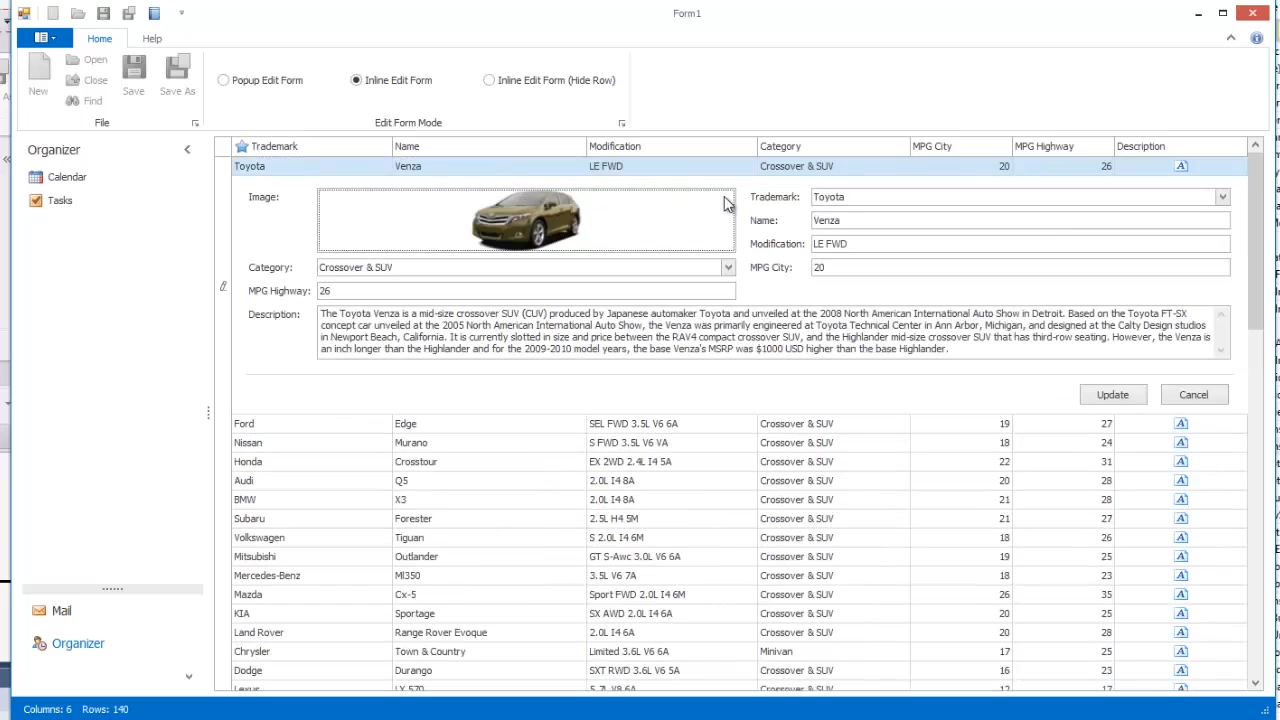 Form1
Home Help
New Open Close Find Save Save As
File
Popup Edit Form Inline Edit Form Inline Edit Form (Hide Row)
Edit Form Mode
Organizer
Calendar
Tasks
Mail
Organizer
Trademark Name Modification Category MPG City MPG Highway Description
Toyota Venza LE FWD Crossover & SUV 20 26 A
Image:
Trademark: Toyota
Name: Venza
Modification: LE FWD
Category: Crossover & SUV
MPG City: 20
MPG Highway: 26
Description: The Toyota Venza is a mid-size crossover SUV (CUV) produced by Japanese automaker Toyota and unveiled at the 2008 North American International Auto Show in Detroit. Based on the Toyota FT-SX
concept car unveiled at the 2005 North American International Auto Show, the Venza was primarily engineered at Toyota Technical Center in Ann Arbor, Michigan, and designed at the Calty Design studios
in Newport Beach, California. It is currently slotted in size and price between the RAV4 compact crossover SUV, and the Highlander mid-size crossover SUV that has third-row seating. However, the Venza is
an inch longer than the Highlander and for the 2009-2010 model years, the base Venza's MSRP was $1000 USD higher than the base Highlander.
Update Cancel
Ford Edge SEL FWD 3.5L V6 6A Crossover & SUV 19 27 A
Nissan Murano S FWD 3.5L V6 VA Crossover & SUV 18 24 A
Honda Crosstour EX 2WD 2.4L I4 5A Crossover & SUV 22 31 A
Audi Q5 2.0L I4 8A Crossover & SUV 20 28 A
BMW X3 2.0L I4 8A Crossover & SUV 21 28 A
Subaru Forester 2.5L H4 5M Crossover & SUV 21 27 A
Volkswagen Tiguan S 2.0L I4 6M Crossover & SUV 18 26 A
Mitsubishi Outlander GT S-Awc 3.0L V6 6A Crossover & SUV 19 25 A
Mercedes-Benz Ml350 3.5L V6 7A Crossover & SUV 18 23 A
Mazda Cx-5 Sport FWD 2.0L I4 6M Crossover & SUV 26 35 A
KIA Sportage SX AWD 2.0L I4 6A Crossover & SUV 20 25 A
Land Rover Range Rover Evoque 2.0L I4 6A Crossover & SUV 20 28 A
Chrysler Town & Country Limited 3.6L V6 6A Minivan 17 25 A
Dodge Durango SXT RWD 3.6L V6 5A Crossover & SUV 16 23 A
Lexus LX 570 5.7L V8 6A Crossover & SUV 12 17 A
Columns: 6 Rows: 140